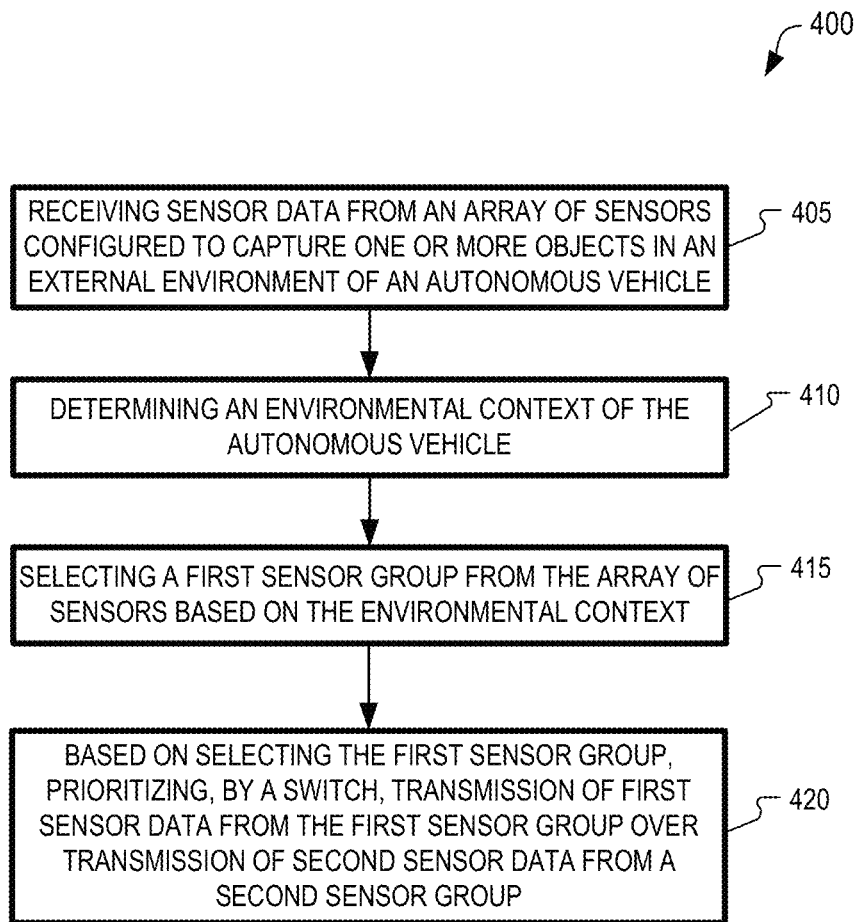 400
RECEIVING SENSOR DATA FROM AN ARRAY OF SENSORS
CONFIGURED TO CAPTURE ONE OR MORE OBJECTS IN AN
EXTERNAL ENVIRONMENT OF AN AUTONOMOUS VEHICLE
405
DETERMINING AN ENVIRONMENTAL CONTEXT OF THE
AUTONOMOUS VEHICLE
410
SELECTING A FIRST SENSOR GROUP FROM THE ARRAY OF
SENSORS BASED ON THE ENVIRONMENTAL CONTEXT
415
BASED ON SELECTING THE FIRST SENSOR GROUP,
PRIORITIZING, BY A SWITCH, TRANSMISSION OF FIRST
SENSOR DATA FROM THE FIRST SENSOR GROUP OVER
TRANSMISSION OF SECOND SENSOR DATA FROM A
SECOND SENSOR GROUP
420